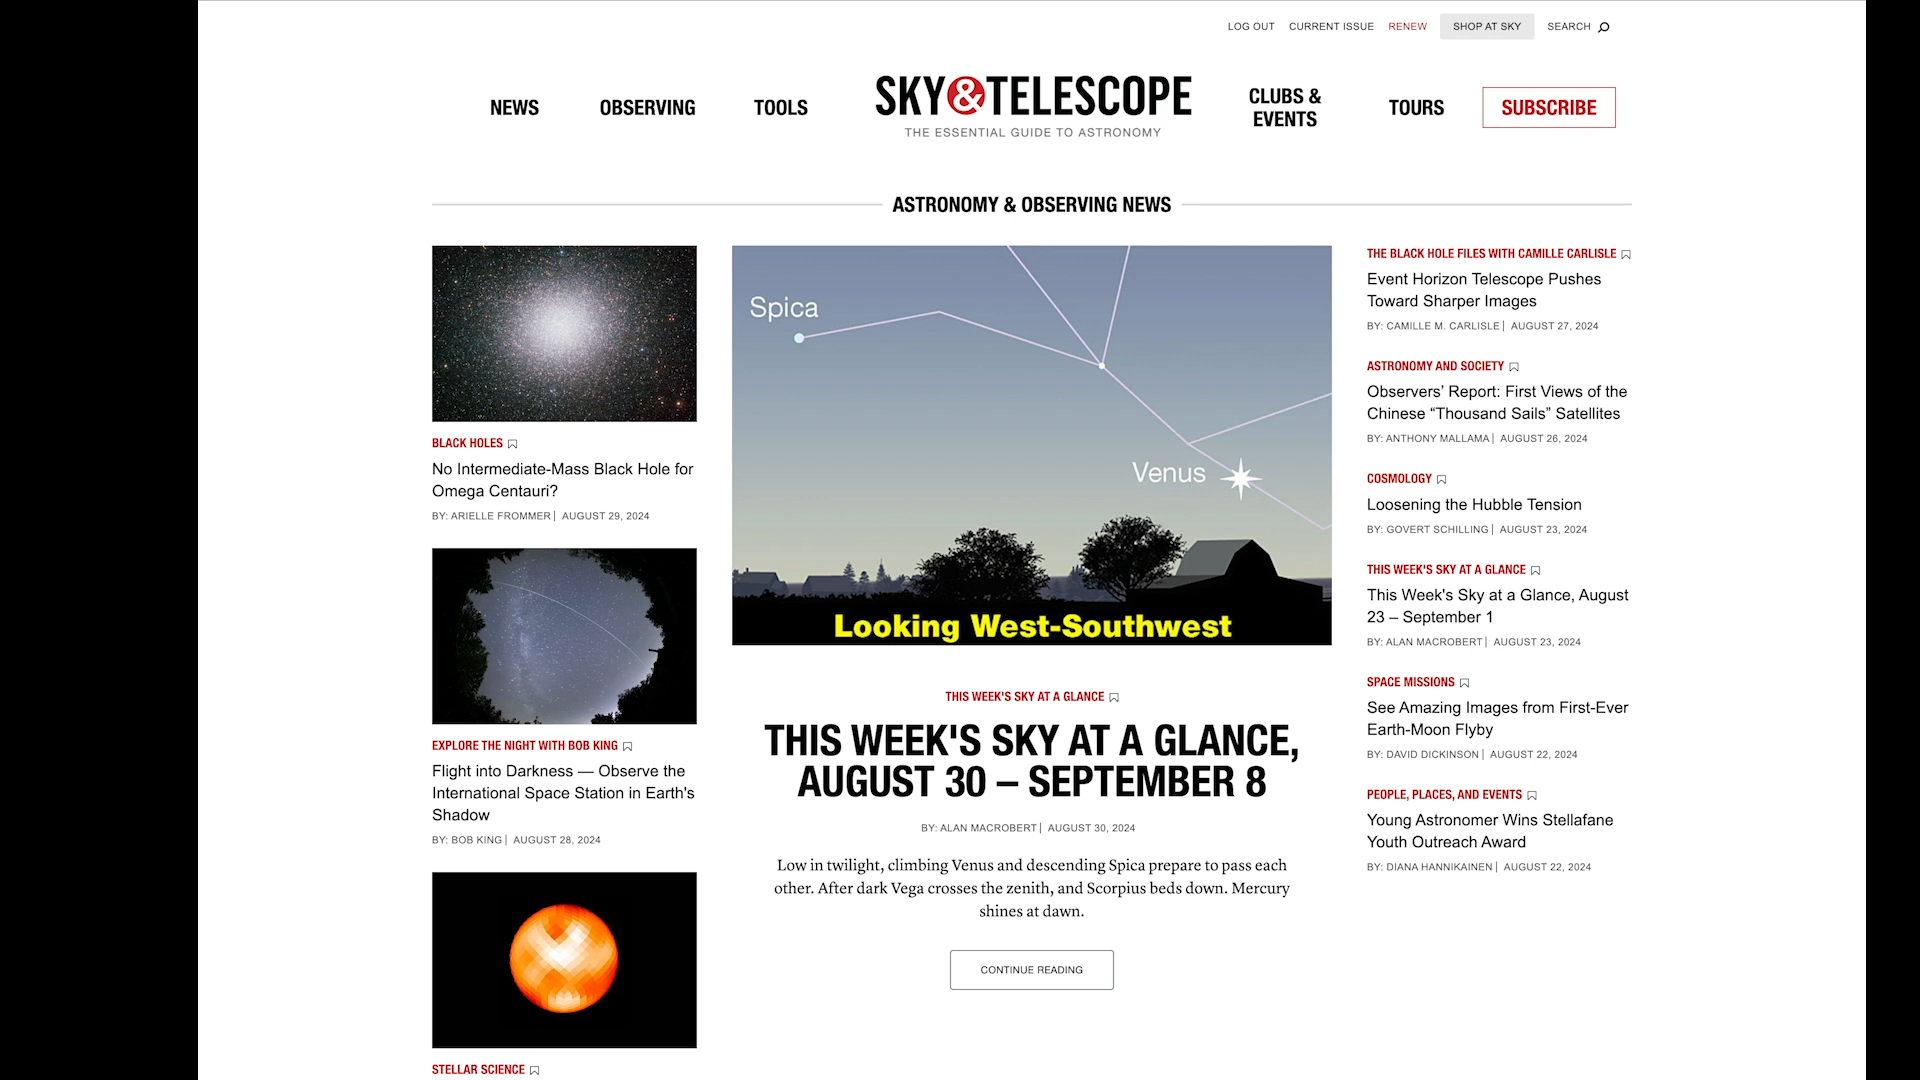 LOG OUT
CURRENT ISSUE
RENEW
SHOP AT SKY
SEARCH
NEWS
OBSERVING
TOOLS
SKY&TELESCOPE
THE ESSENTIAL GUIDE TO ASTRONOMY
CLUBS &
EVENTS
TOURS
SUBSCRIBE
ASTRONOMY & OBSERVING NEWS
BLACK HOLES
No Intermediate-Mass Black Hole for
Omega Centauri?
BY: ARIELLE FROMMER | AUGUST 29, 2024
EXPLORE THE NIGHT WITH BOB KING
Flight into Darkness — Observe the
International Space Station in Earth's
Shadow
BY: BOB KING | AUGUST 28, 2024
STELLAR SCIENCE
Spica
Venus
Looking West-Southwest
THIS WEEK'S SKY AT A GLANCE
THIS WEEK'S SKY AT A GLANCE,
AUGUST 30 – SEPTEMBER 8
BY: ALAN MACROBERT | AUGUST 30, 2024
Low in twilight, climbing Venus and descending Spica prepare to pass each
other. After dark Vega crosses the zenith, and Scorpius beds down. Mercury
shines at dawn.
CONTINUE READING
THE BLACK HOLE FILES WITH CAMILLE CARLISLE
Event Horizon Telescope Pushes
Toward Sharper Images
BY: CAMILLE M. CARLISLE | AUGUST 27, 2024
ASTRONOMY AND SOCIETY
Observers’ Report: First Views of the
Chinese “Thousand Sails” Satellites
BY: ANTHONY MALLAMA | AUGUST 26, 2024
COSMOLOGY
Loosening the Hubble Tension
BY: GOVERT SCHILLING | AUGUST 23, 2024
THIS WEEK'S SKY AT A GLANCE
This Week's Sky at a Glance, August
23 – September 1
BY: ALAN MACROBERT | AUGUST 23, 2024
SPACE MISSIONS
See Amazing Images from First-Ever
Earth-Moon Flyby
BY: DAVID DICKINSON | AUGUST 22, 2024
PEOPLE, PLACES, AND EVENTS
Young Astronomer Wins Stellafane
Youth Outreach Award
BY: DIANA HANNIKAINEN | AUGUST 22, 2024